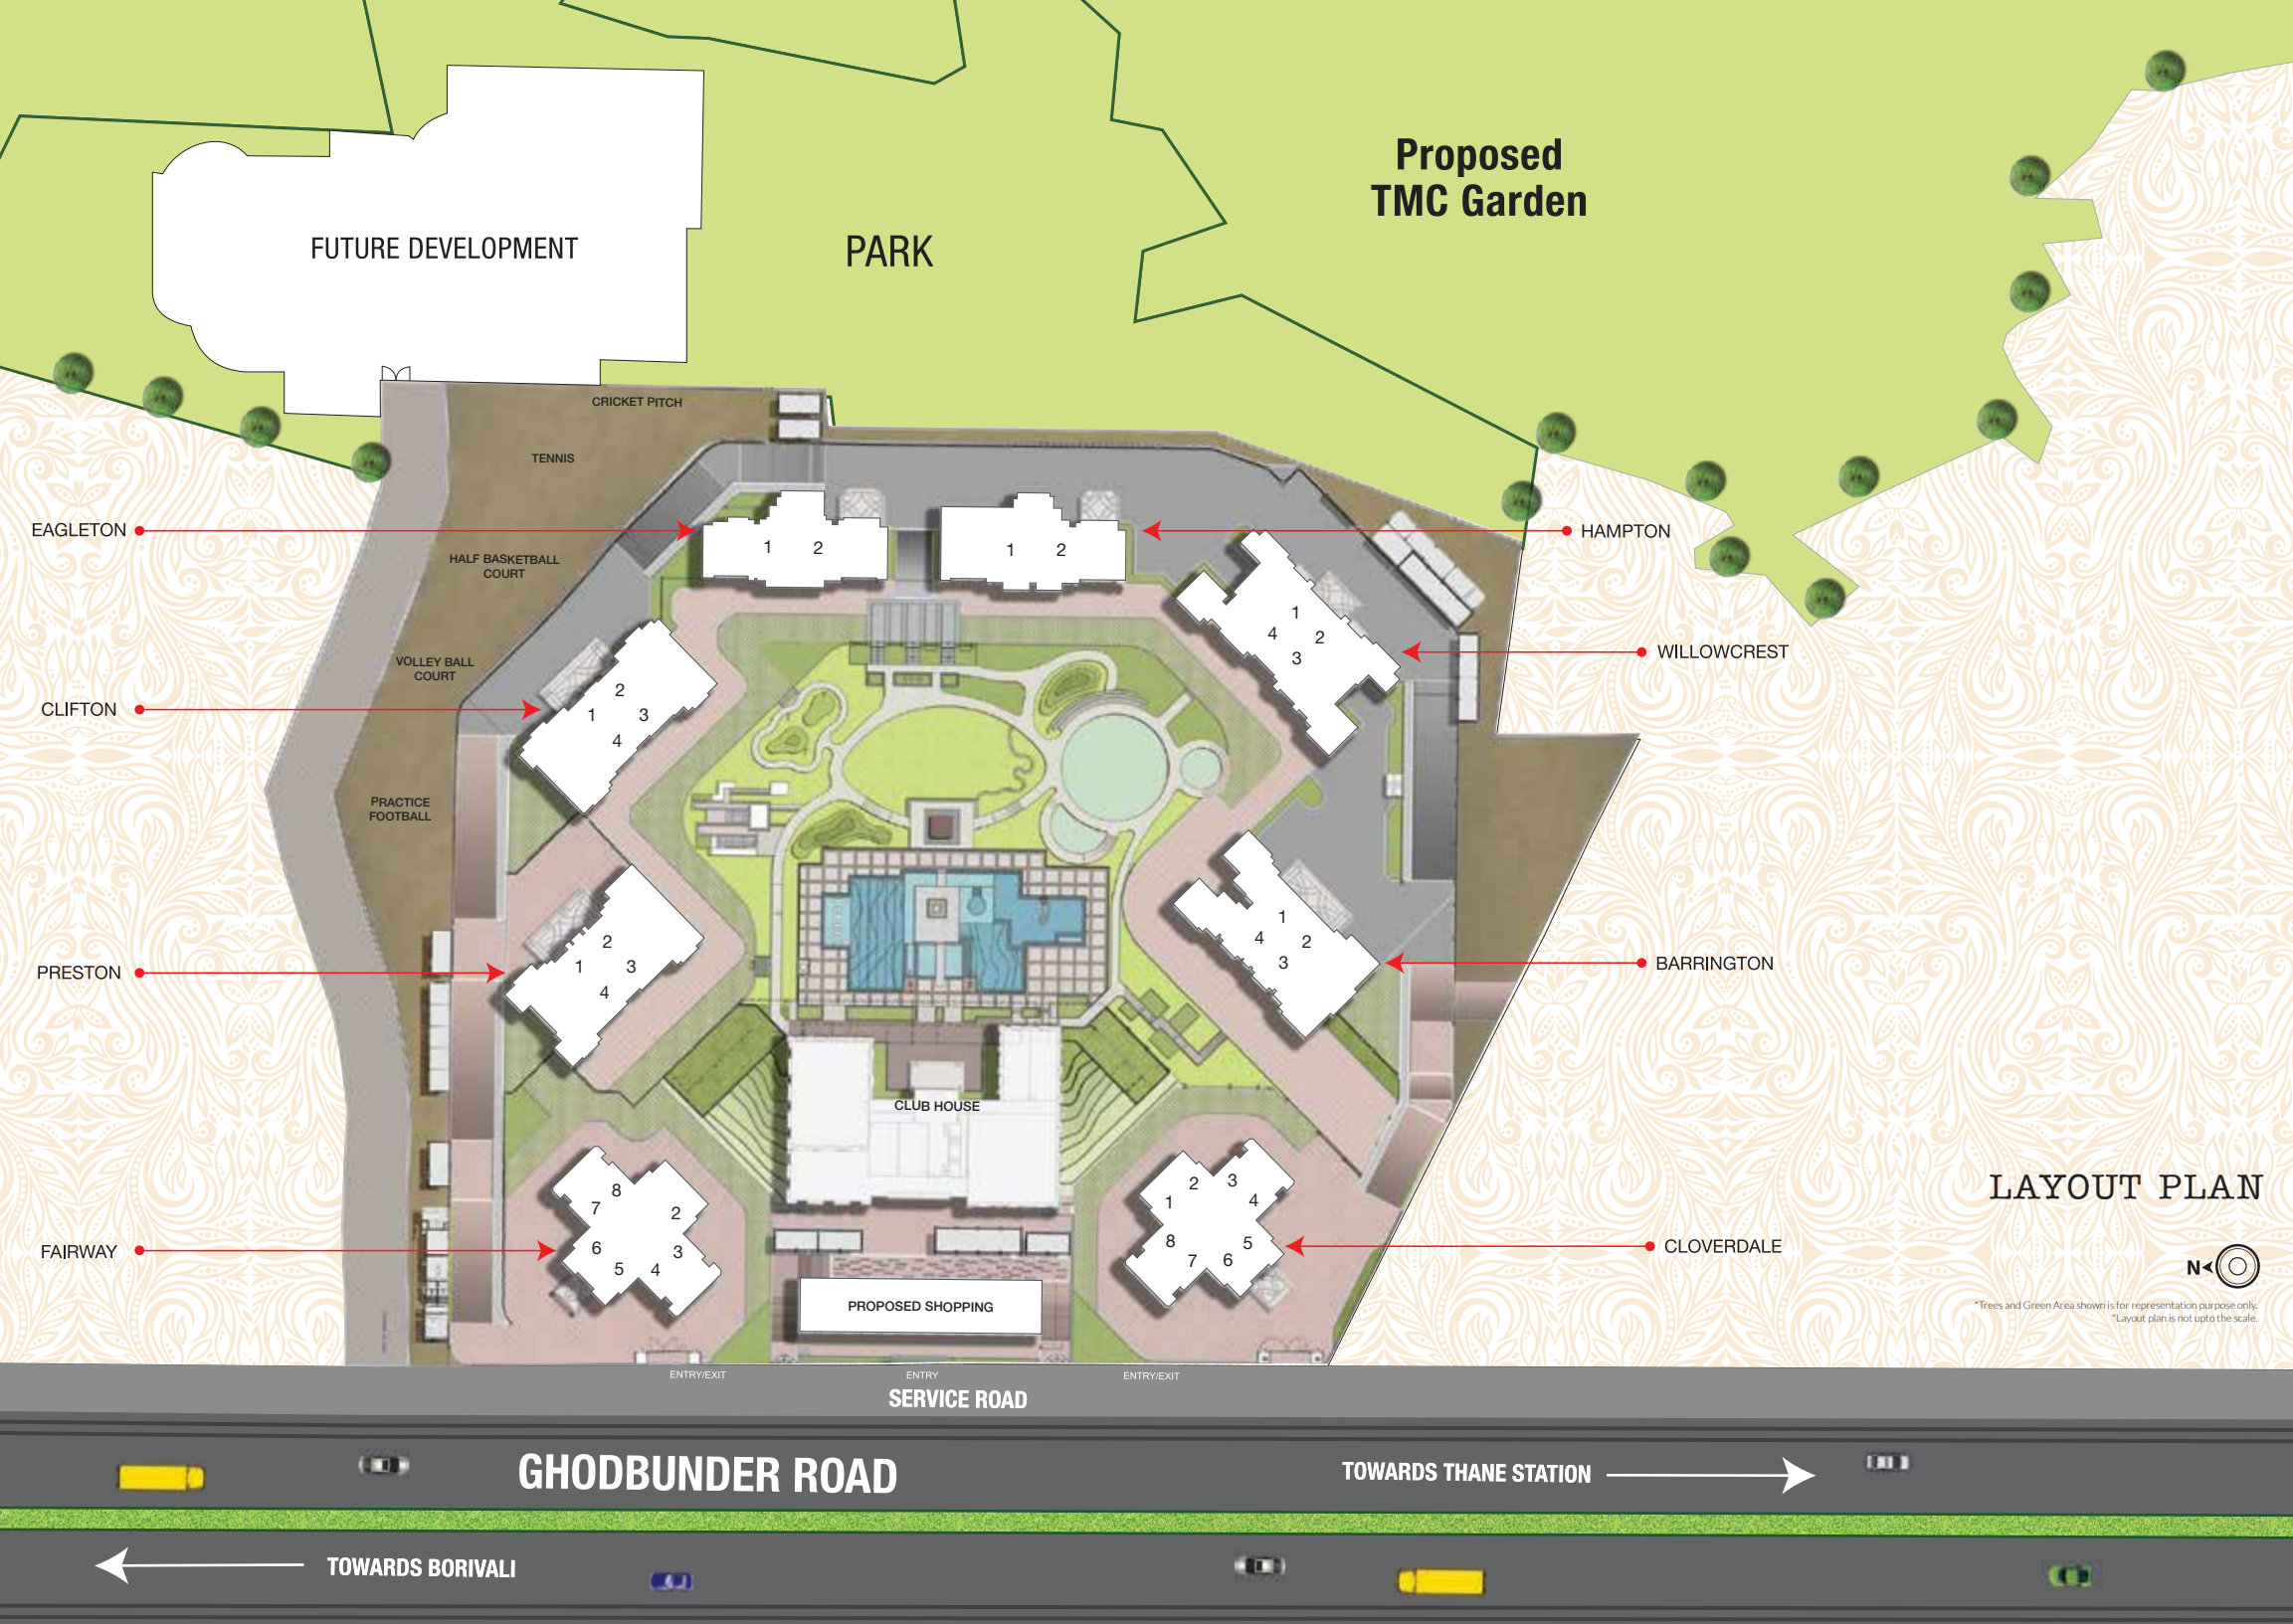 Proposed
TMC Garden
FUTURE DEVELOPMENT
PARK
CRICKET PITCH
TENNIS
EAGLETON
1 2
1 2
HAMPTON
HALF BASKETBALL
COURT
1
4 2
3
WILLOWCREST
VOLLEY BALL
COURT
CLIFTON
2
1 3
4
PRACTICE
FOOTBALL
PRESTON
2
1 3
4
1
4 2
3
BARRINGTON
CLUB HOUSE
FAIRWAY
8
7 2
6 3
5 4
2 3
1 4
8 5
7 6
CLOVERDALE
LAYOUT PLAN
N
*Trees and Green Area shown is for representation purpose only.
*Layout plan is not upto the scale.
PROPOSED SHOPPING
ENTRY/EXIT
ENTRY
ENTRY/EXIT
SERVICE ROAD
GHODBUNDER ROAD
TOWARDS THANE STATION
TOWARDS BORIVALI